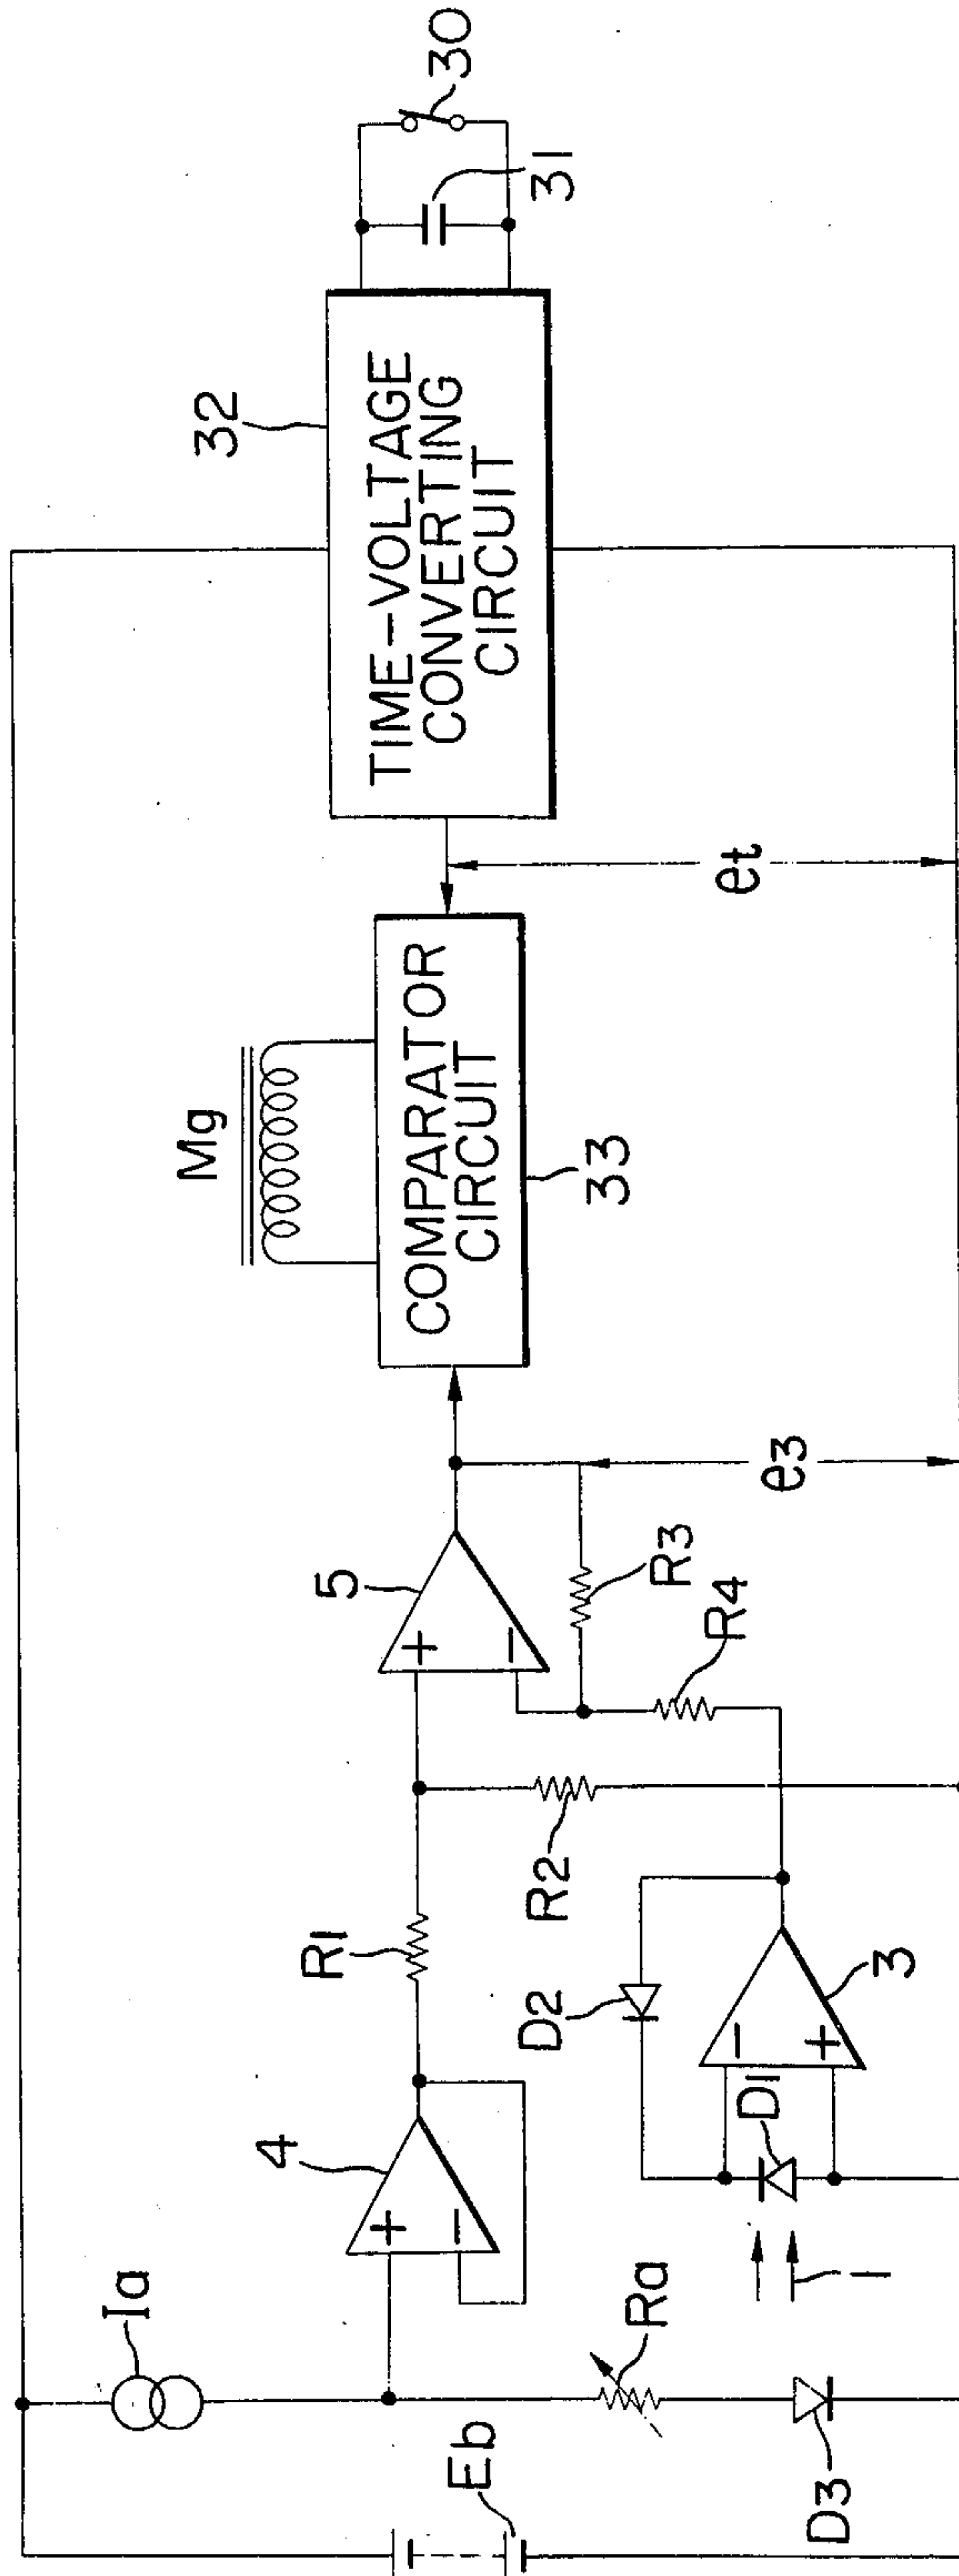 Eb
Ia
Ra
D3
1
D1
D2
3
4
+
−
−
+
R1
R2
R4
R3
5
+
−
e3
Mg
COMPARATOR
CIRCUIT
33
et
TIME-VOLTAGE
CONVERTING
CIRCUIT
32
31
30